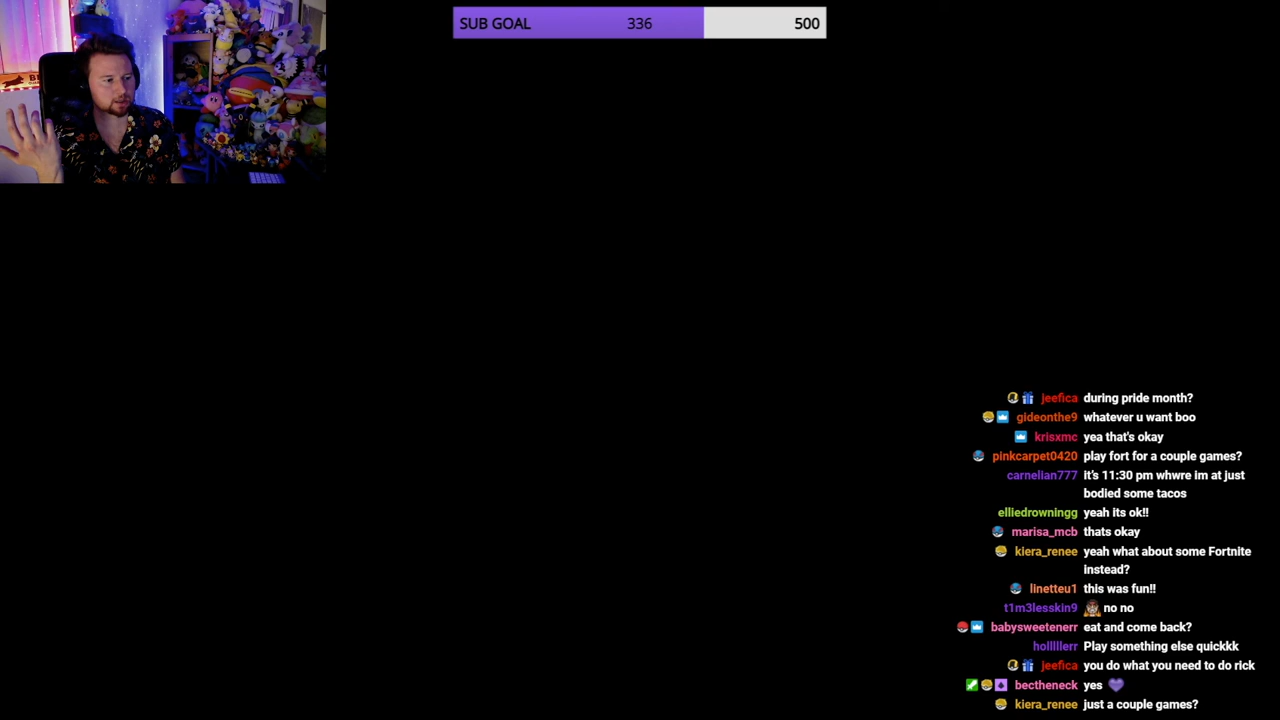 SUB GOAL 336 500
jeefica during pride month?
gideonthe9 whatever u want boo
krisxmc yea that's okay
pinkcarpet0420 play fort for a couple games?
carnelian777 it's 11:30 pm whwre im at just
bodied some tacos
elliedrowningg yeah its ok!!
marisa_mcb thats okay
kiera_renee yeah what about some Fortnite
instead?
linetteu1 this was fun!!
t1m3lesskin9 no no
babysweetenerr eat and come back?
holllllerr Play something else quickkk
jeefica you do what you need to do rick
bectheneck yes
kiera_renee just a couple games?